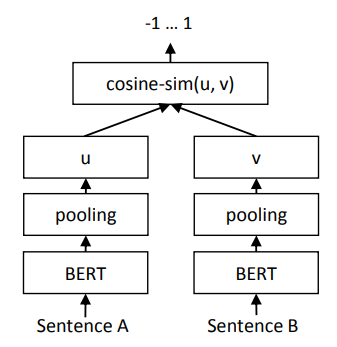 -1 … 1
cosine-sim(u, v)
u
v
pooling
pooling
BERT
BERT
Sentence A
Sentence B